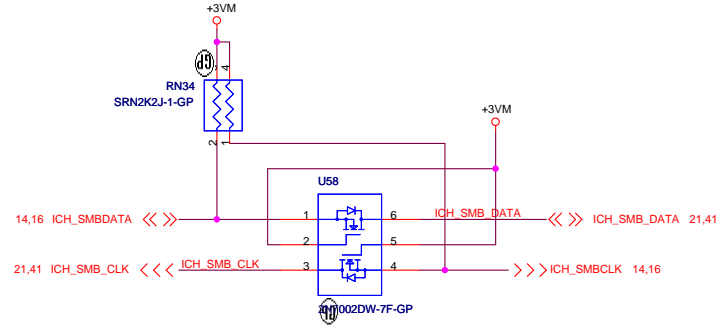 +3VM
GP
4
RN34
SRN2K2J-1-GP
+3VM
2
1
U58
14,16 ICH_SMBDATA
1
6
ICH_SMB_DATA
ICH_SMB_DATA 21,41
2
5
21,41 ICH_SMB_CLK
ICH_SMB_CLK
3
4
ICH_SMBCLK 14,16
002DW-7F-GP